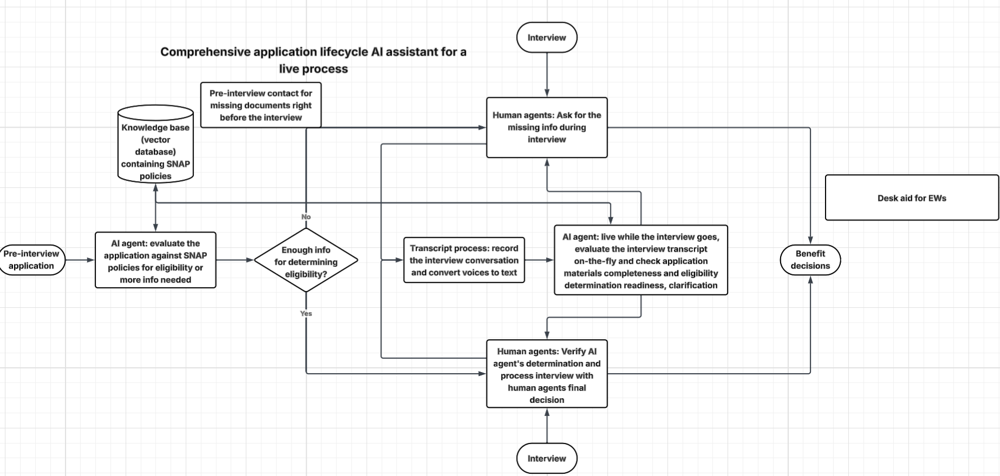 Interview
Comprehensive application lifecycle AI assistant for a
live process
Pre-interview contact for
missing documents right
before the interview
Knowledge base
(vector
database)
containing SNAP
policies
Human agents: Ask for the
missing info during
interview
Desk aid for EWs
No
Pre-interview
application
AI agent: evaluate the
application against SNAP
policies for eligibility or
more info needed
Enough info
for determining
eligibility?
Transcript process: record
the interview conversation
and convert voices to text
AI agent: live while the interview goes,
evaluate the interview transcript
on-the-fly and check application
materials completeness and eligibility
determination readiness, clarification
Benefit
decisions
Yes
Human agents: Verify AI
agent's determination and
process interview with
human agents final
decision
Interview